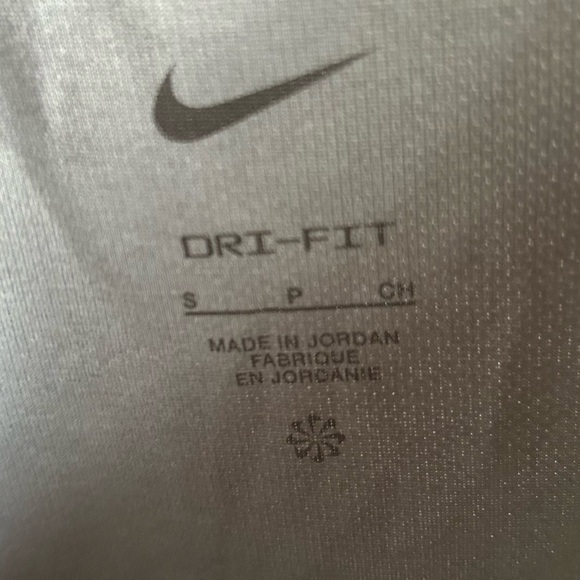 DRI-FIT
S P CH
MADE IN JORDAN
FABRIQUE
EN JORDANIE